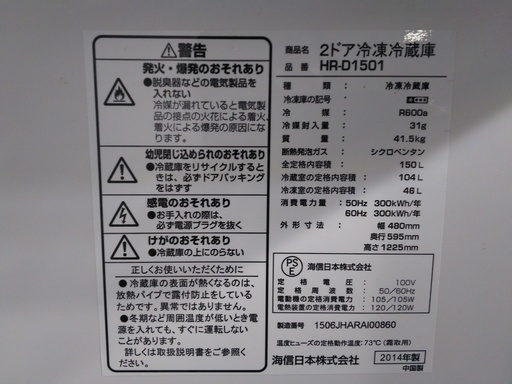 ⚠警告
発火・爆発のおそれあり
●脱臭器などの電気製品を
入れない
冷媒が漏れていると電気製
品の接点の火花による着火、
着火による爆発の原因にな
ります。
幼児閉じ込められのおそれあり
●冷蔵庫をリサイクルすると
きは、必ずドアパッキング
をはずす
感電のおそれあり
●お手入れの際は、
必ず電源プラグを抜く
けがのおそれあり
●冷蔵庫の上にのらない
正しくお使いいただくために
●冷蔵庫の表面が熱くなるのは、
放熱パイプで露付防止をしている
ためです。異常ではありません。
●冬期など周囲温度が低いとき電
力消費量が多くなることがあります。
詳しくは取扱説明書をご覧くださ
い。
商品名 2ドア冷凍冷蔵庫
品番 HR-D1501
種類: 冷凍冷蔵庫
冷凍庫の記号:
冷媒: R600a
冷媒封入量: 31g
質量: 41.5kg
断熱発泡ガス: シクロペンタン
全定格内容積: 150L
冷蔵室の定格内容積: 104L
冷凍室の定格内容積: 46L
消費電力量: 50Hz 300kWh/年
60Hz 300kWh/年
外形寸法: 幅 480mm
奥行 595mm
高さ 1225mm
PS
E
海信日本株式会社
定格電圧: 100V
定格周波数: 50/60Hz
電動機の定格消費電力: 105/105W
電熱装置の定格消費電力: 120/120W
製造番号: 1506JHARAI00860
温度ヒューズの定格動作温度:73℃(霜取用)
海信日本株式会社
2014年製
中国製